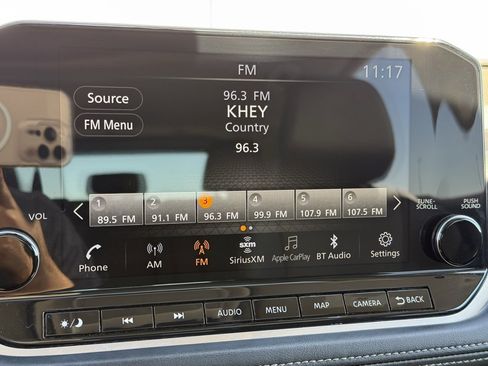 FM
11:17
Source
96.3 FM
KHEY
FM Menu
Country
96.3
1 2 3 4 5 6
89.5 FM 91.1 FM 96.3 FM 99.9 FM 107.9 FM 107.5 FM
VOL
TUNE-SCROLL
PUSH SOUND
Phone AM FM SiriusXM Apple CarPlay BT Audio Settings
sxm
AUDIO MENU MAP CAMERA BACK